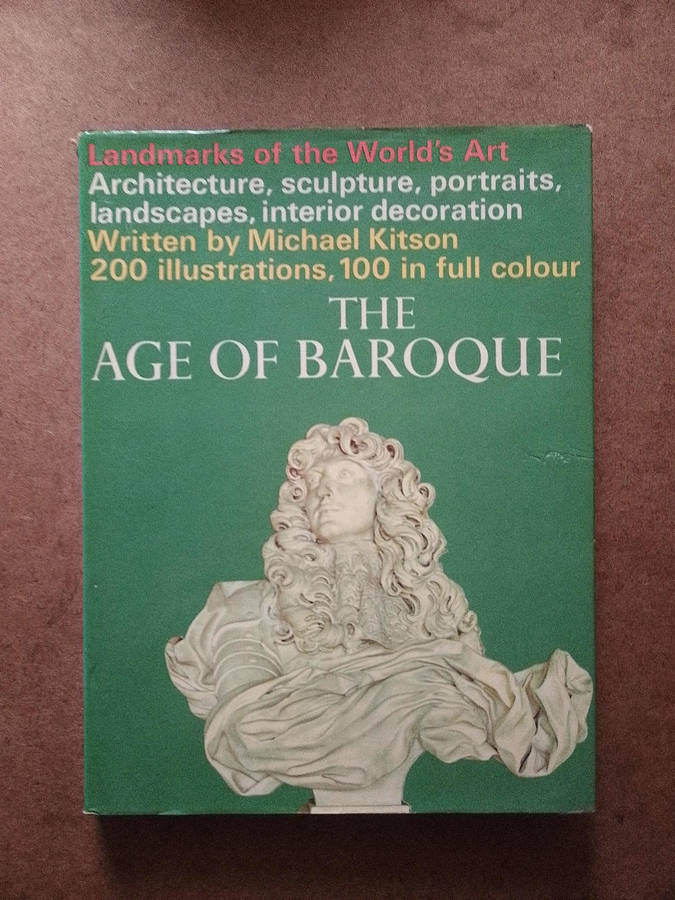 Landmarks of the World's Art
Architecture, sculpture, portraits,
landscapes, interior decoration
Written by Michael Kitson
200 illustrations, 100 in full colour
THE
AGE OF BAROQUE